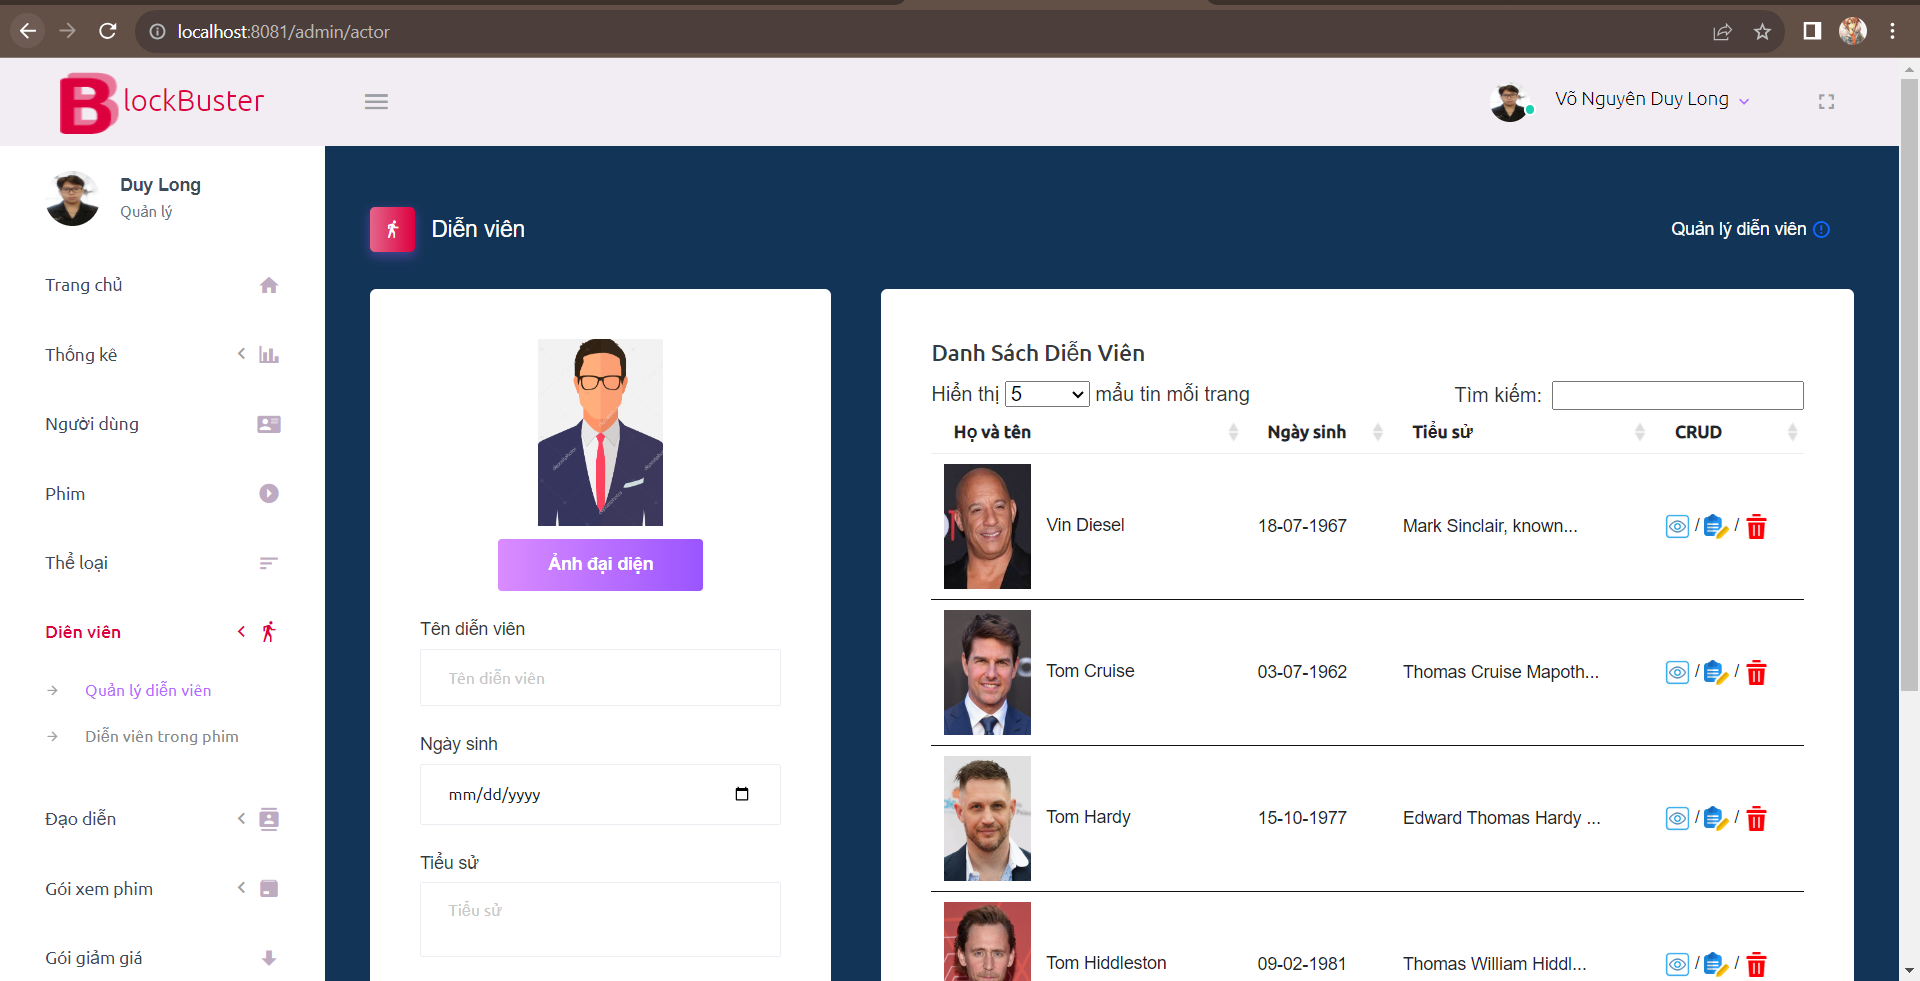 localhost:8081/admin/actor
BlockBuster
Võ Nguyên Duy Long
Duy Long
Quản lý
Trang chủ
Thống kê
Người dùng
Phim
Thể loại
Diên viên
Quản lý diễn viên
Diễn viên trong phim
Đạo diễn
Gói xem phim
Gói giảm giá
Diễn viên
Quản lý diễn viên
Ảnh đại diện
Tên diễn viên
Tên diễn viên
Ngày sinh
mm/dd/yyyy
Tiểu sử
Tiểu sử
Danh Sách Diễn Viên
Hiển thị 5 mẩu tin mỗi trang
Tìm kiếm:
Họ và tên Ngày sinh Tiểu sử CRUD
Vin Diesel 18-07-1967 Mark Sinclair, known... / /
Tom Cruise 03-07-1962 Thomas Cruise Mapoth... / /
Tom Hardy 15-10-1977 Edward Thomas Hardy ... / /
Tom Hiddleston 09-02-1981 Thomas William Hiddl... / /